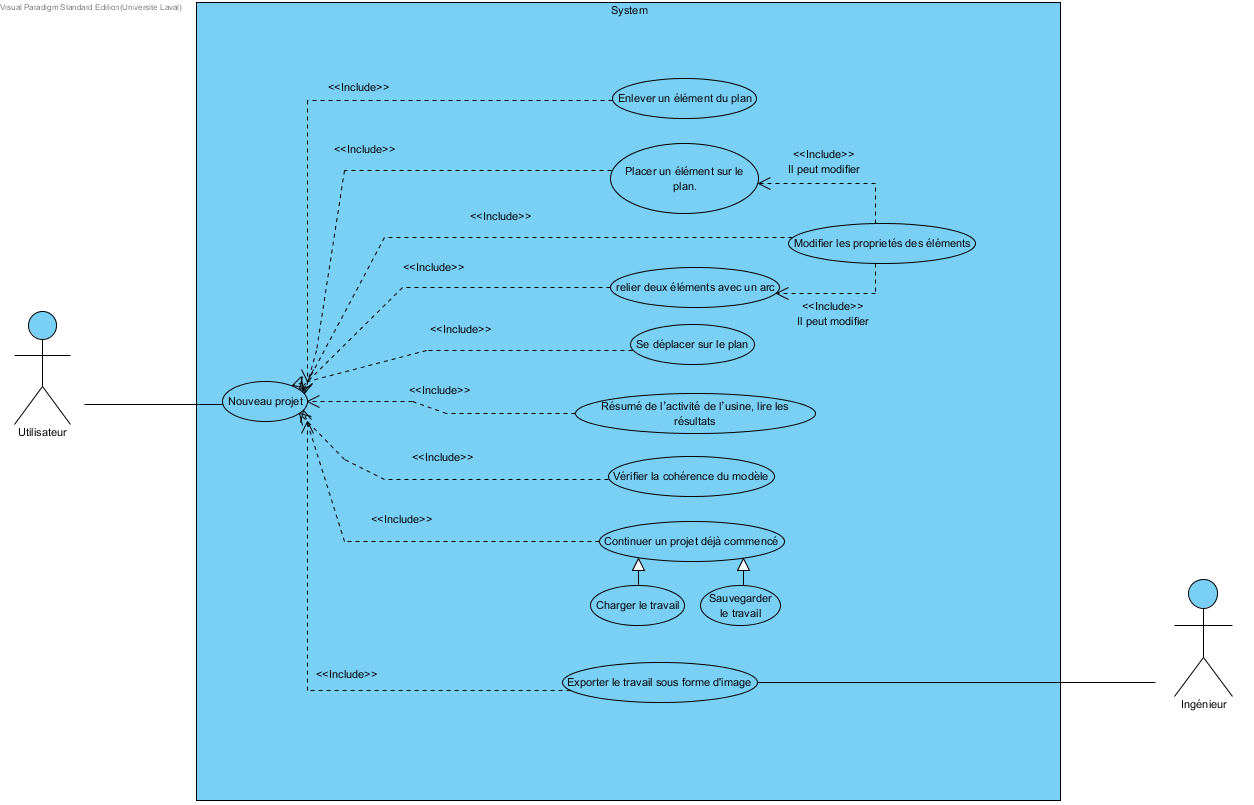 Visual Paradigm Standard Edition(Universite Laval)
System
<<Include>>
Enlever un élément du plan
<<Include>>
Placer un élément sur le
plan.
<<Include>>
Il peut modifier
<<Include>>
Modifier les proprietés des éléments
<<Include>>
relier deux éléments avec un arc
<<Include>>
Il peut modifier
<<Include>>
Se déplacer sur le plan
Utilisateur
Nouveau projet
<<Include>>
Résumé de l'activité de l'usine, lire les
résultats
<<Include>>
Vérifier la cohérence du modèle
<<Include>>
Continuer un projet déjà commencé
Charger le travail
Sauvegarder
le travail
<<Include>>
Exporter le travail sous forme d'image
Ingénieur